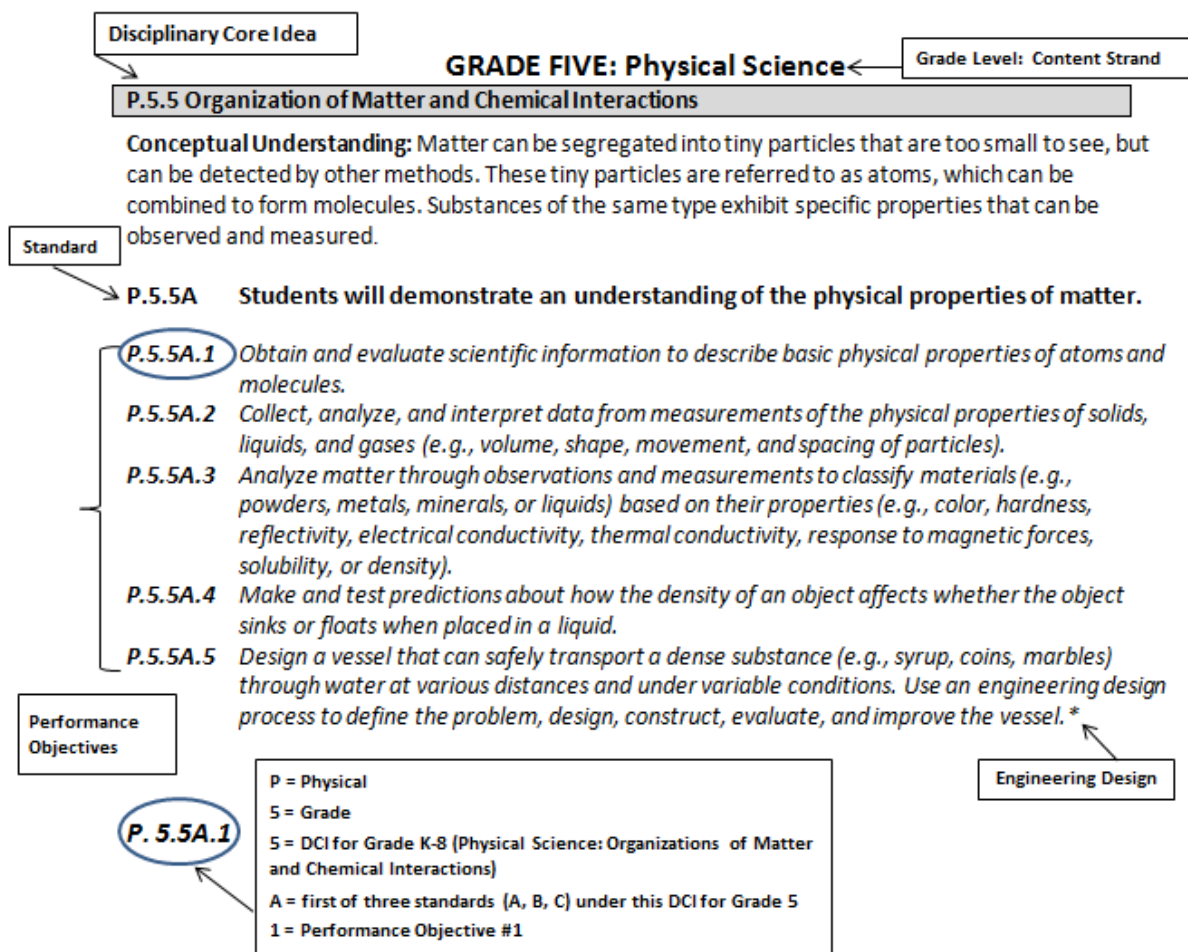 Disciplinary Core Idea
GRADE FIVE: Physical Science
Grade Level: Content Strand
P.5.5 Organization of Matter and Chemical Interactions
Conceptual Understanding: Matter can be segregated into tiny particles that are too small to see, but
can be detected by other methods. These tiny particles are referred to as atoms, which can be
combined to form molecules. Substances of the same type exhibit specific properties that can be
observed and measured.
Standard
P.5.5A Students will demonstrate an understanding of the physical properties of matter.
P.5.5A.1 Obtain and evaluate scientific information to describe basic physical properties of atoms and
molecules.
P.5.5A.2 Collect, analyze, and interpret data from measurements of the physical properties of solids,
liquids, and gases (e.g., volume, shape, movement, and spacing of particles).
P.5.5A.3 Analyze matter through observations and measurements to classify materials (e.g.,
powders, metals, minerals, or liquids) based on their properties (e.g., color, hardness,
reflectivity, electrical conductivity, thermal conductivity, response to magnetic forces,
solubility, or density).
P.5.5A.4 Make and test predictions about how the density of an object affects whether the object
sinks or floats when placed in a liquid.
P.5.5A.5 Design a vessel that can safely transport a dense substance (e.g., syrup, coins, marbles)
through water at various distances and under variable conditions. Use an engineering design
process to define the problem, design, construct, evaluate, and improve the vessel.*
Performance
Objectives
Engineering Design
P. 5.5A.1
P = Physical
5 = Grade
5 = DCI for Grade K-8 (Physical Science: Organizations of Matter
and Chemical Interactions)
A = first of three standards (A, B, C) under this DCI for Grade 5
1 = Performance Objective #1